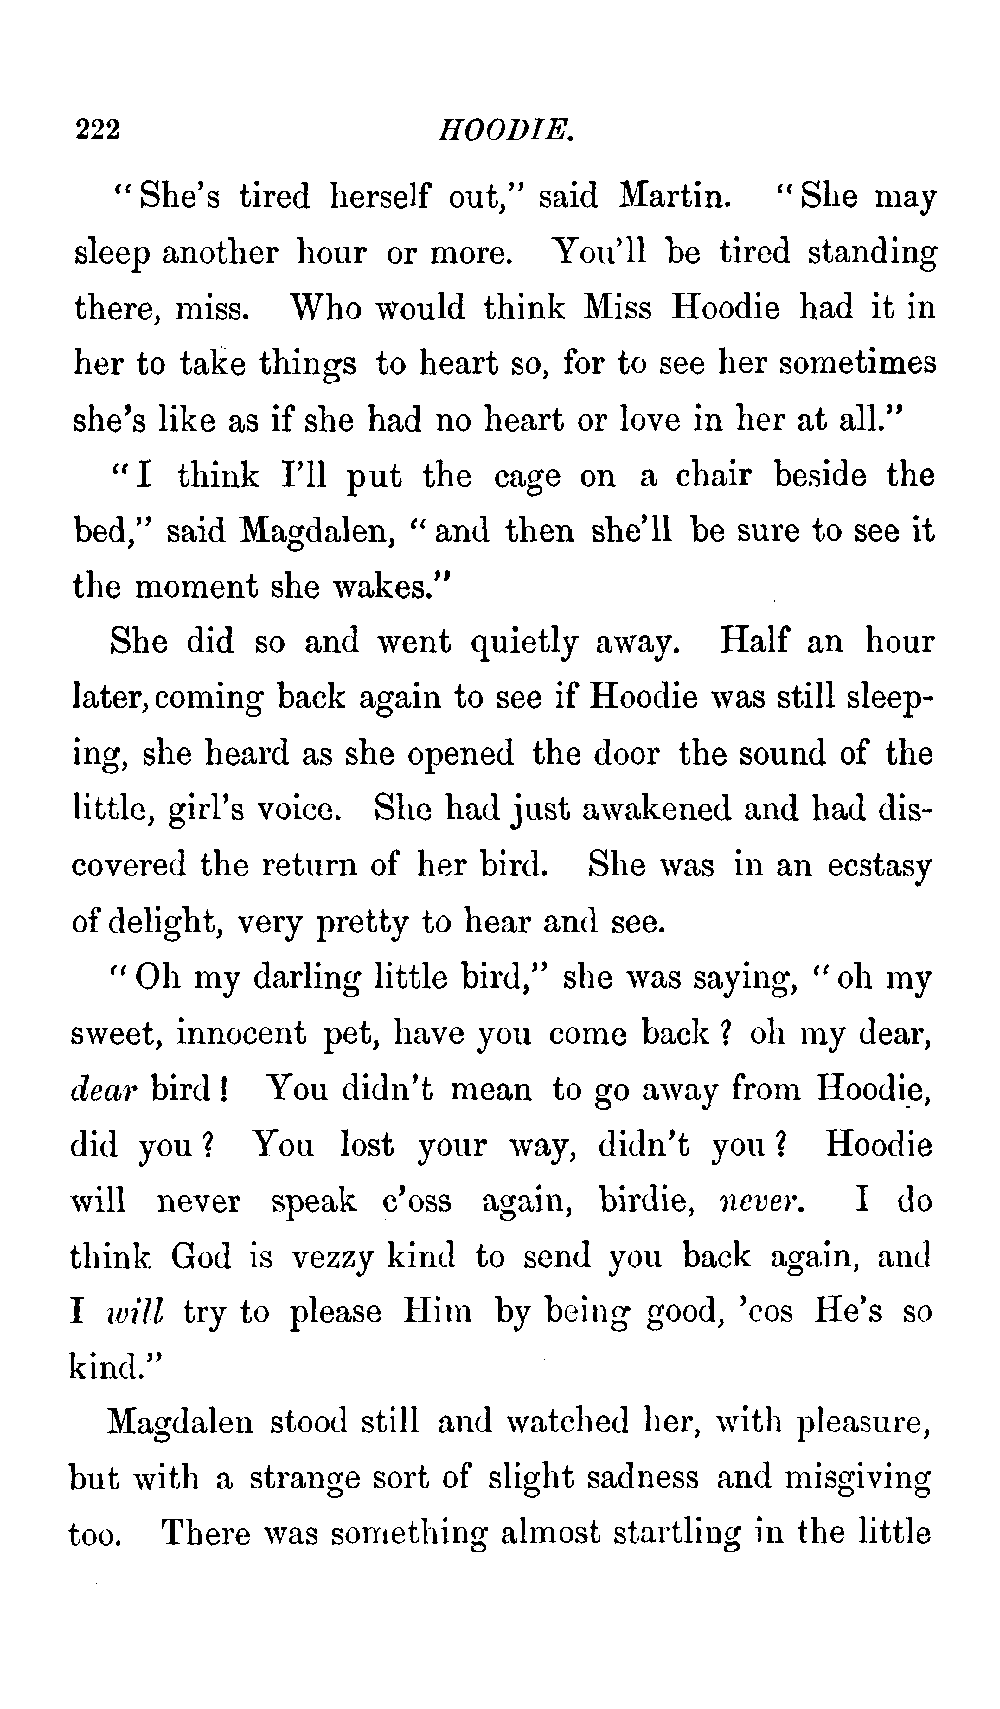 222 HOODIE.
“She’s tired herself out,” said Martin. “She may
sleep another hour or more. You’ll be tired standing
there, miss. Who would think Miss Hoodie had it in
her to take things to heart so, for to see her sometimes
she’s like as if she had no heart or love in her at all.”
“I think I’ll put the cage on a chair beside the
bed,” said Magdalen, “and then she’ll be sure to see it
the moment she wakes.”
She did so and went quietly away. Half an hour
later, coming back again to see if Hoodie was still sleep-
ing, she heard as she opened the door the sound of the
little, girl’s voice. She had just awakened and had dis-
covered the return of her bird. She was in an ecstasy
of delight, very pretty to hear and see.
“Oh my darling little bird,” she was saying, “oh my
sweet, innocent pet, have you come back? oh my dear,
dear bird! You didn’t mean to go away from Hoodie,
did you? You lost your way, didn’t you? Hoodie
will never speak c’oss again, birdie, never. I do
think God is vezzy kind to send you back again, and
I will try to please Him by being good, ’cos He’s so
kind.”
Magdalen stood still and watched her, with pleasure,
but with a strange sort of slight sadness and misgiving
too. There was something almost startling in the little